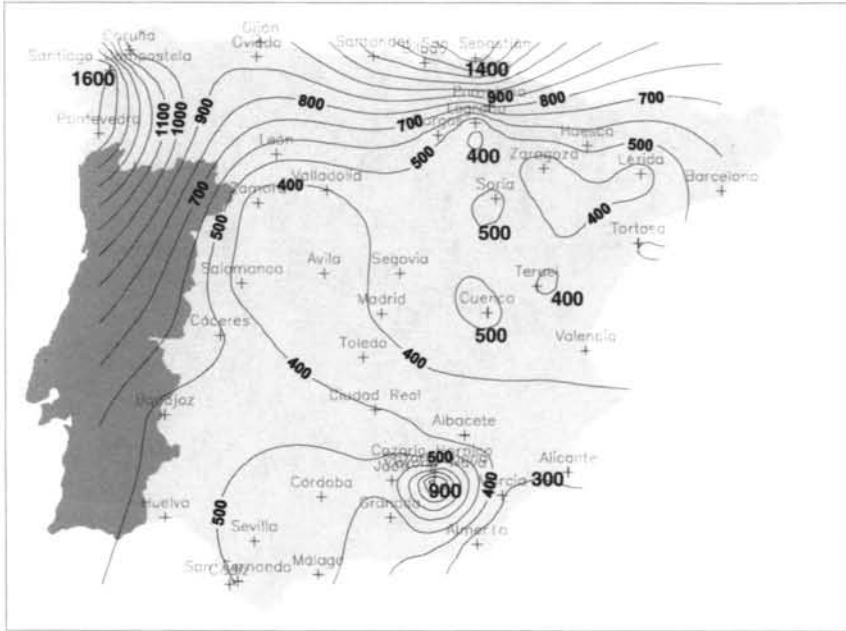 Coruña
Gijón
Oviedo
Santander
San Sebastián
Santiago
1600
1400
900
800
700
Pontevedra
1100
1000
900
800
700
León
500
400
Huesca
500
Zaragoza
Lérida
Barcelona
Zamora
Valladolid
400
Soria
400
700
500
500
Tortosa
Salamanca
Avila
Segovia
Teruel
400
Madrid
Cuenca
500
Cáceres
Toledo
400
Valencia
400
Badajoz
Ciudad Real
Albacete
500
Alicante
300
400
900
Córdoba
Granada
Huelva
500
Sevilla
Almería
San Fernando
Málaga